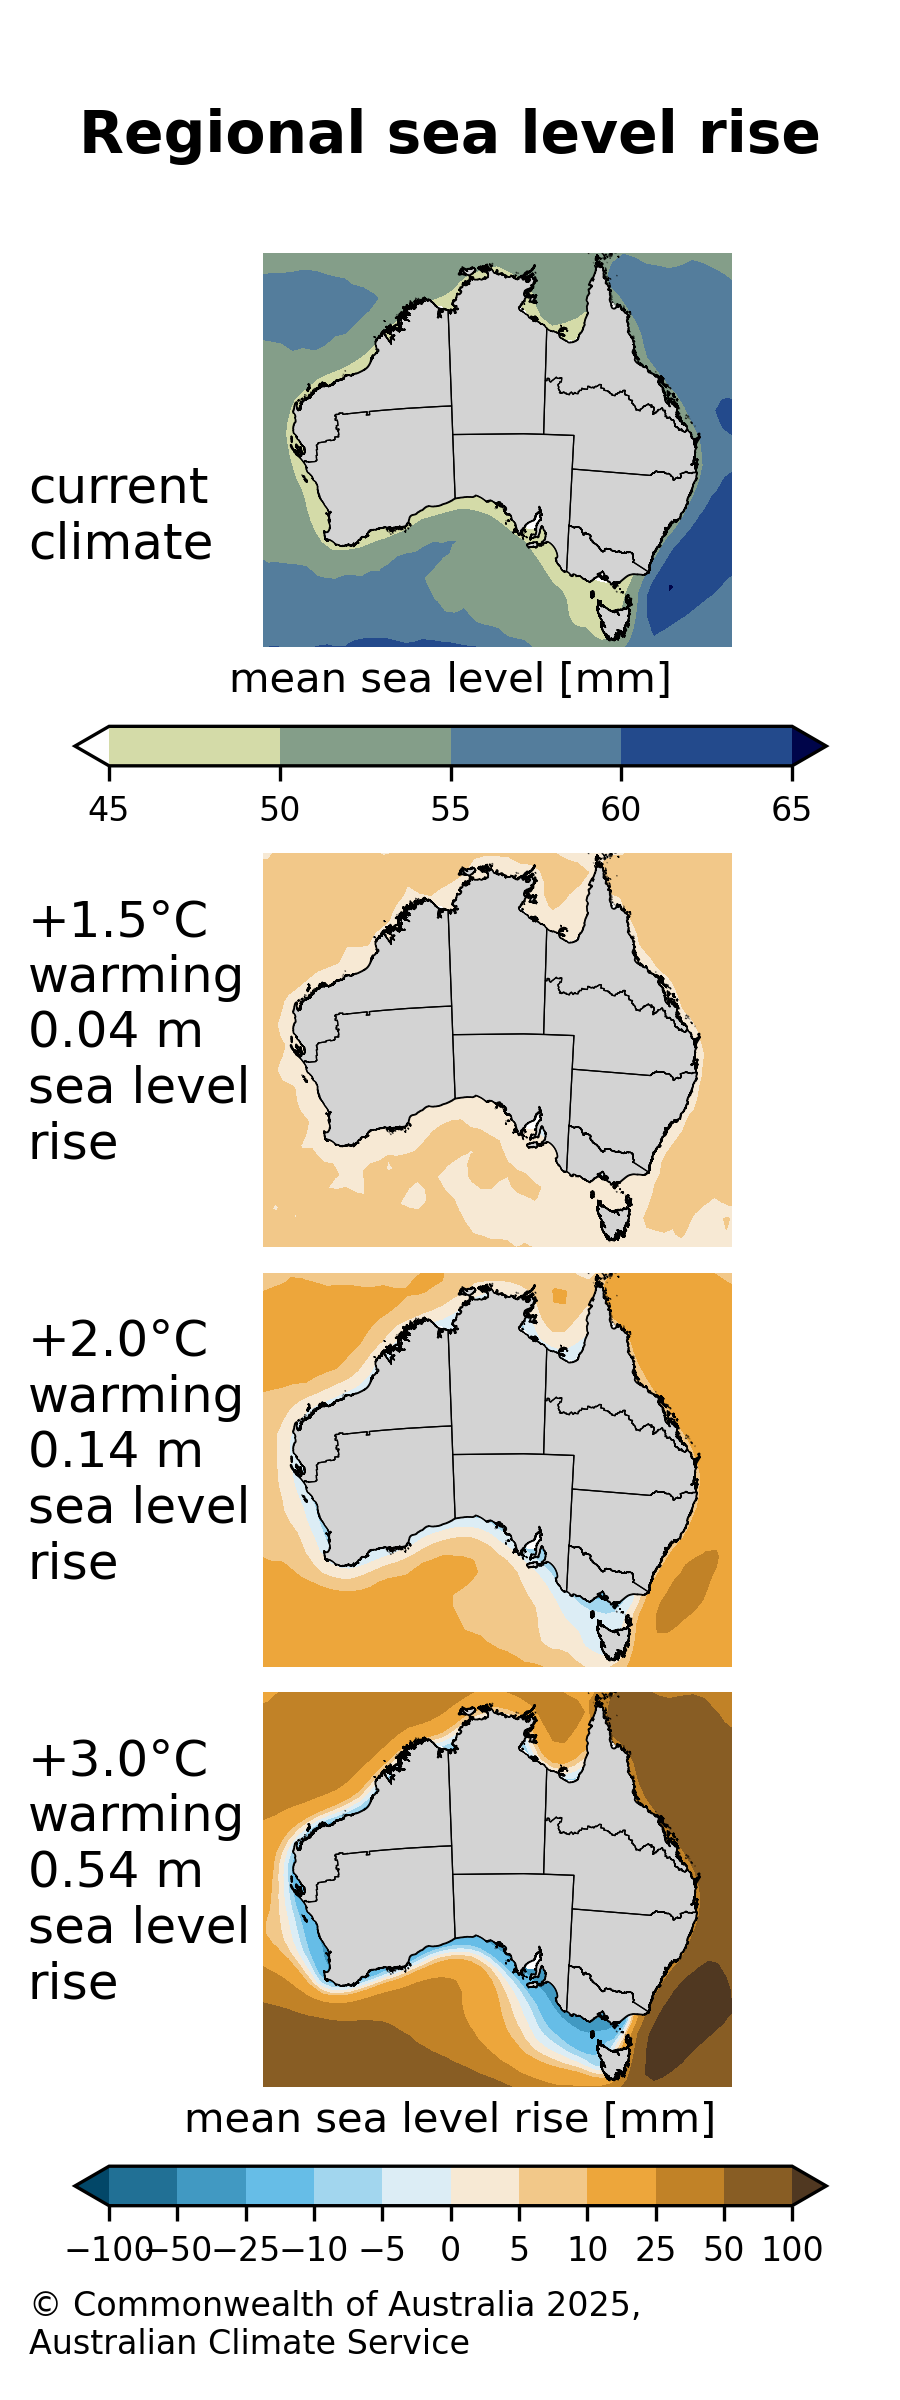 Regional sea level rise
current
climate
mean sea level [mm]
45 50 55 60 65
+1.5°C
warming
0.04 m
sea level
rise
+2.0°C
warming
0.14 m
sea level
rise
+3.0°C
warming
0.54 m
sea level
rise
mean sea level rise [mm]
−100 −50 −25 −10 −5 0 5 10 25 50 100
© Commonwealth of Australia 2025,
Australian Climate Service